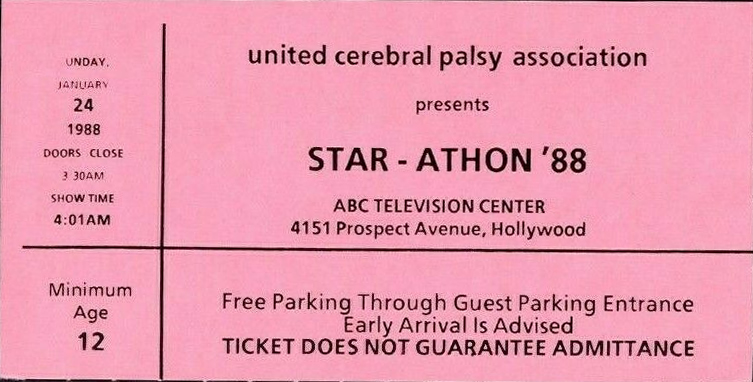 UNDAY,
JANUARY
24
1988
DOORS CLOSE
3 30AM
SHOW TIME
4:01AM
united cerebral palsy association
presents
STAR - ATHON '88
ABC TELEVISION CENTER
4151 Prospect Avenue, Hollywood
Minimum
Age
12
Free Parking Through Guest Parking Entrance
Early Arrival Is Advised
TICKET DOES NOT GUARANTEE ADMITTANCE